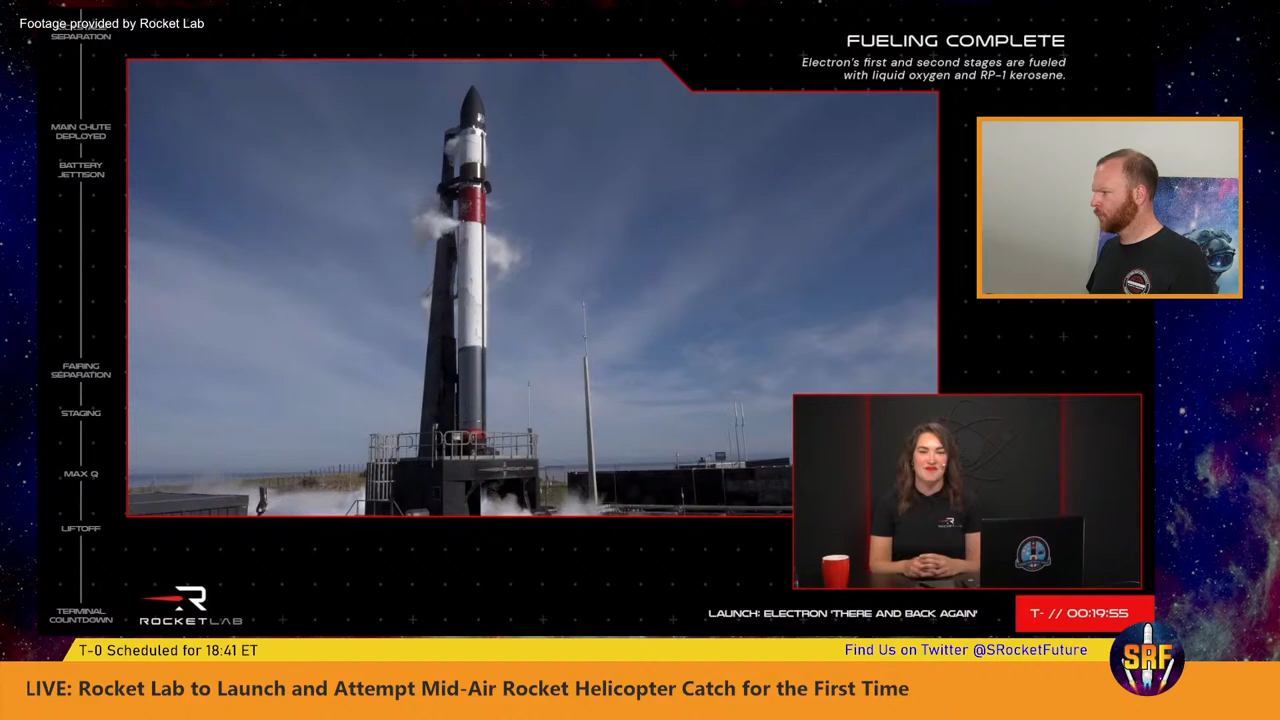 Footage provided by Rocket Lab
SEPARATION
FUELING COMPLETE
Electron's first and second stages are fueled
with liquid oxygen and RP-1 kerosene.
MAIN CHUTE
DEPLOYED
BATTERY
JETTISON
FAIRING
SEPARATION
STAGING
MAX Q
LIFTOFF
TERMINAL
COUNTDOWN
ROCKETLAB
LAUNCH: ELECTRON 'THERE AND BACK AGAIN'
T- // 00:19:55
T-0 Scheduled for 18:41 ET
Find Us on Twitter @SRocketFuture
SRF
LIVE: Rocket Lab to Launch and Attempt Mid-Air Rocket Helicopter Catch for the First Time